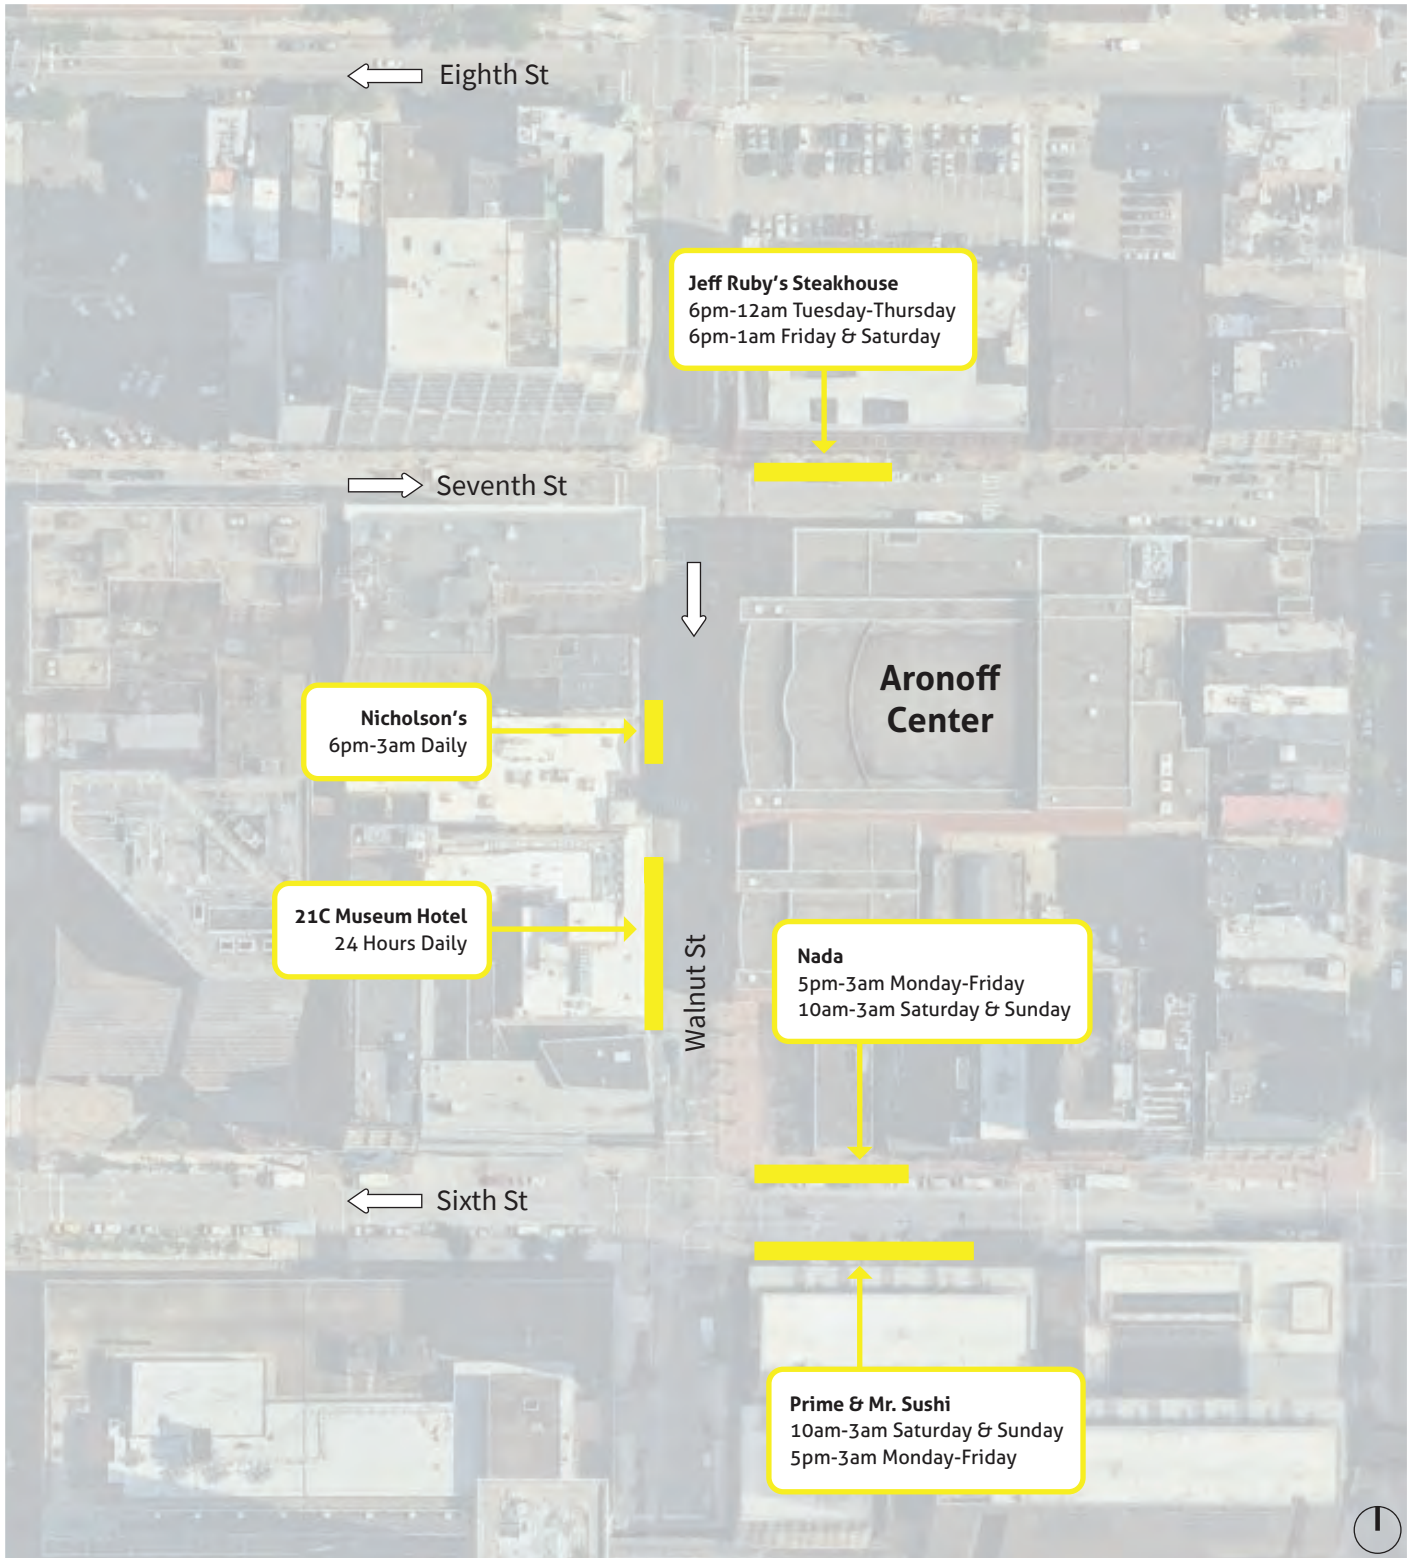 Eighth St
Jeff Ruby's Steakhouse
6pm-12am Tuesday-Thursday
6pm-1am Friday & Saturday
Seventh St
Aronoff
Center
Nicholson's
6pm-3am Daily
21C Museum Hotel
24 Hours Daily
Walnut St
Nada
5pm-3am Monday-Friday
10am-3am Saturday & Sunday
Sixth St
Prime & Mr. Sushi
10am-3am Saturday & Sunday
5pm-3am Monday-Friday